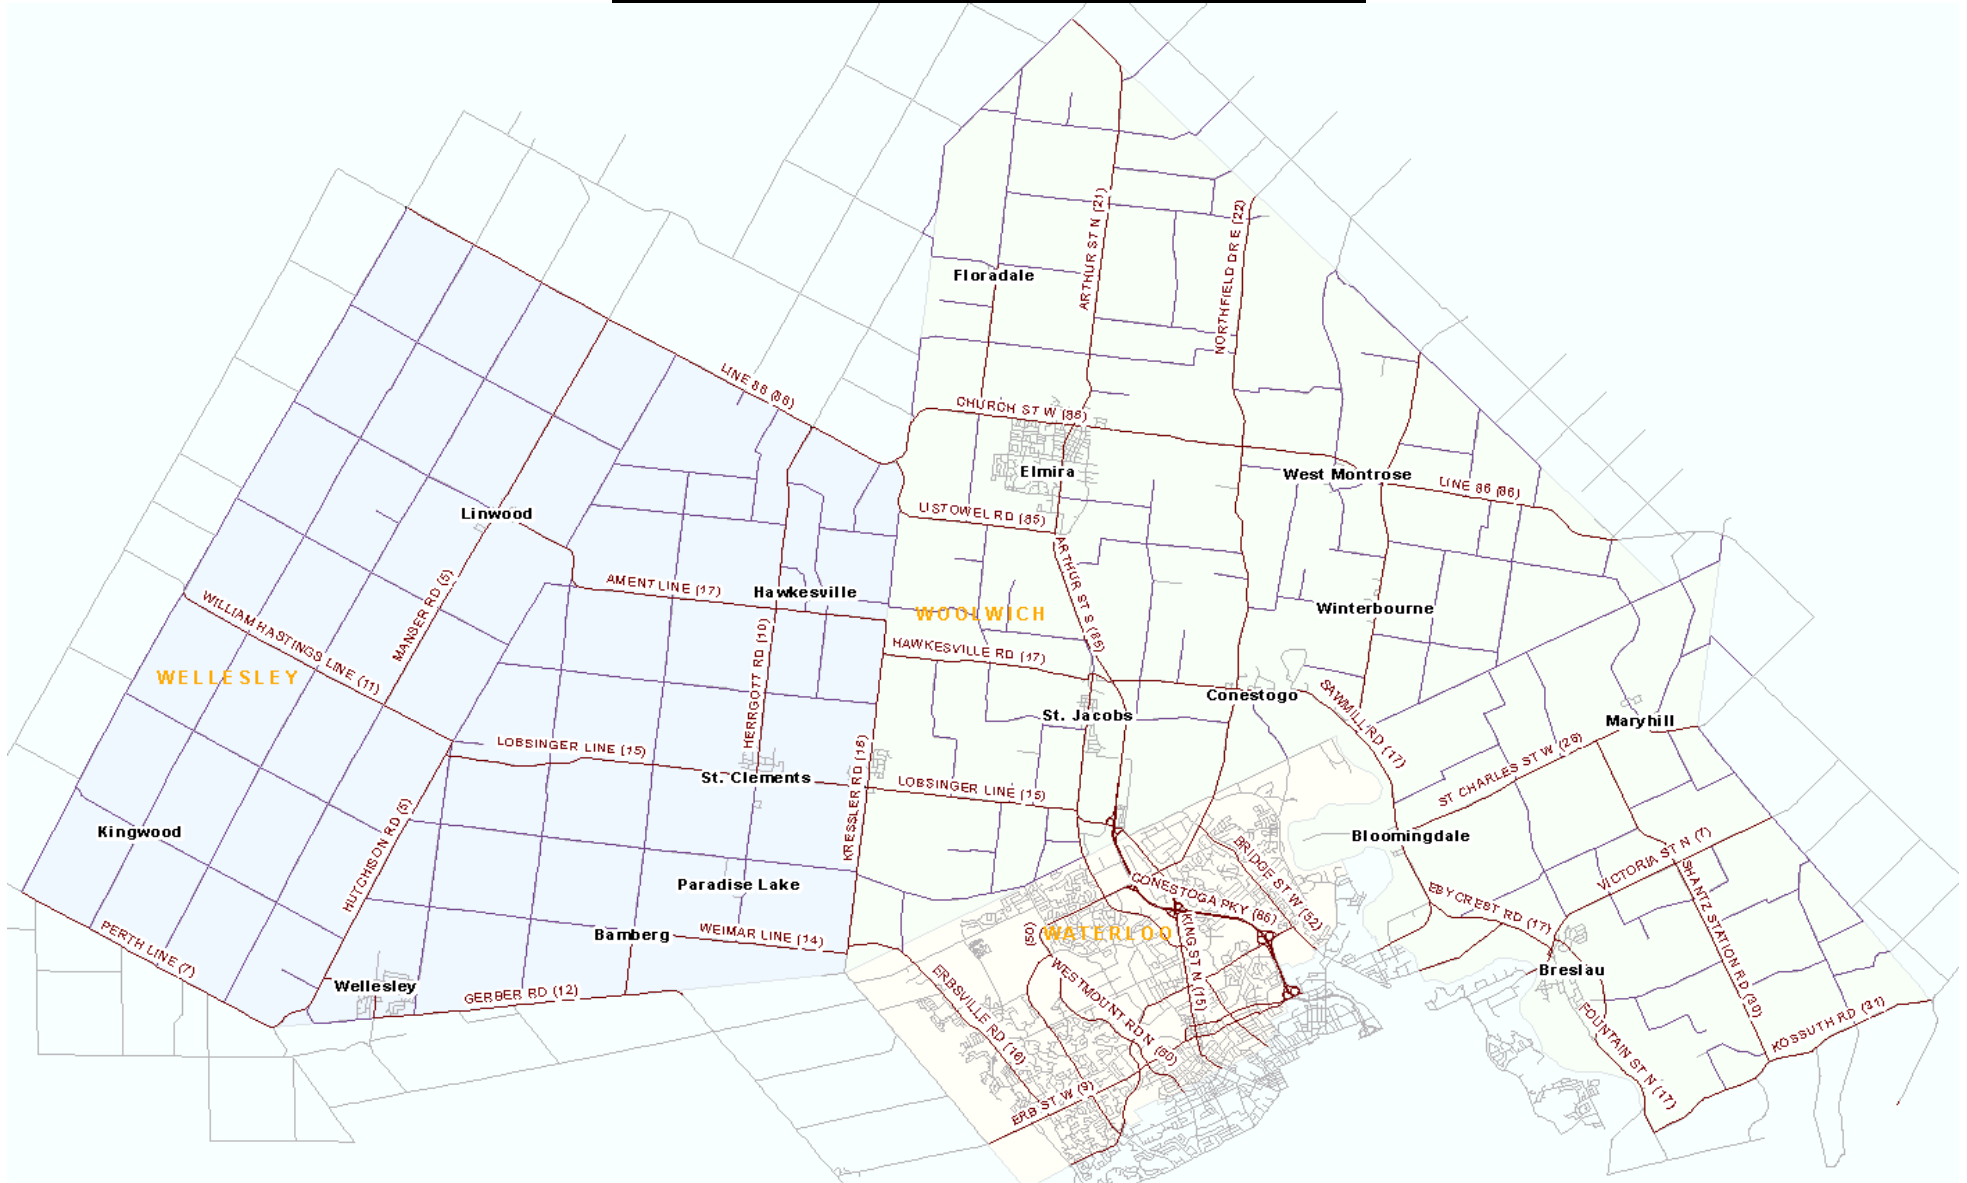 ARTHUR ST N (21)
NORTHFIELD DR E (22)
Floradale
LINE 86 (86)
CHURCH ST W (86)
Elmira
West Montrose
LINE 86 (86)
Linwood
LISTOWEL RD (85)
ARTHUR ST S (85)
MANSER RD (5)
AMENT LINE (17)
Hawkesville
WILLIAM HASTINGS LINE (11)
WOOLWICH
Winterbourne
HERRGOTT RD (10)
HAWKESVILLE RD (17)
WELLESLEY
Conestogo
SAWMILL RD (17)
St. Jacobs
Maryhill
LOBSINGER LINE (15)
St. Clements
KRESSLER RD (16)
LOBSINGER LINE (15)
ST CHARLES ST W (26)
Kingwood
HUTCHISON RD (5)
Bloomingdale
VICTORIA ST N (7)
BRIDGE ST W (52)
Paradise Lake
CONESTOGA PKY (85)
EBYCREST RD (17)
SHANTZ STATION RD (30)
PERTH LINE (7)
Bamberg
WEIMAR LINE (14)
(50)
WATERLOO
KING ST N (15)
Wellesley
GERBER RD (12)
ERBSVILLE RD (16)
WESTMOUNT RD N (50)
Breslau
FOUNTAIN ST N (17)
KOSSUTH RD (31)
ERB ST W (9)